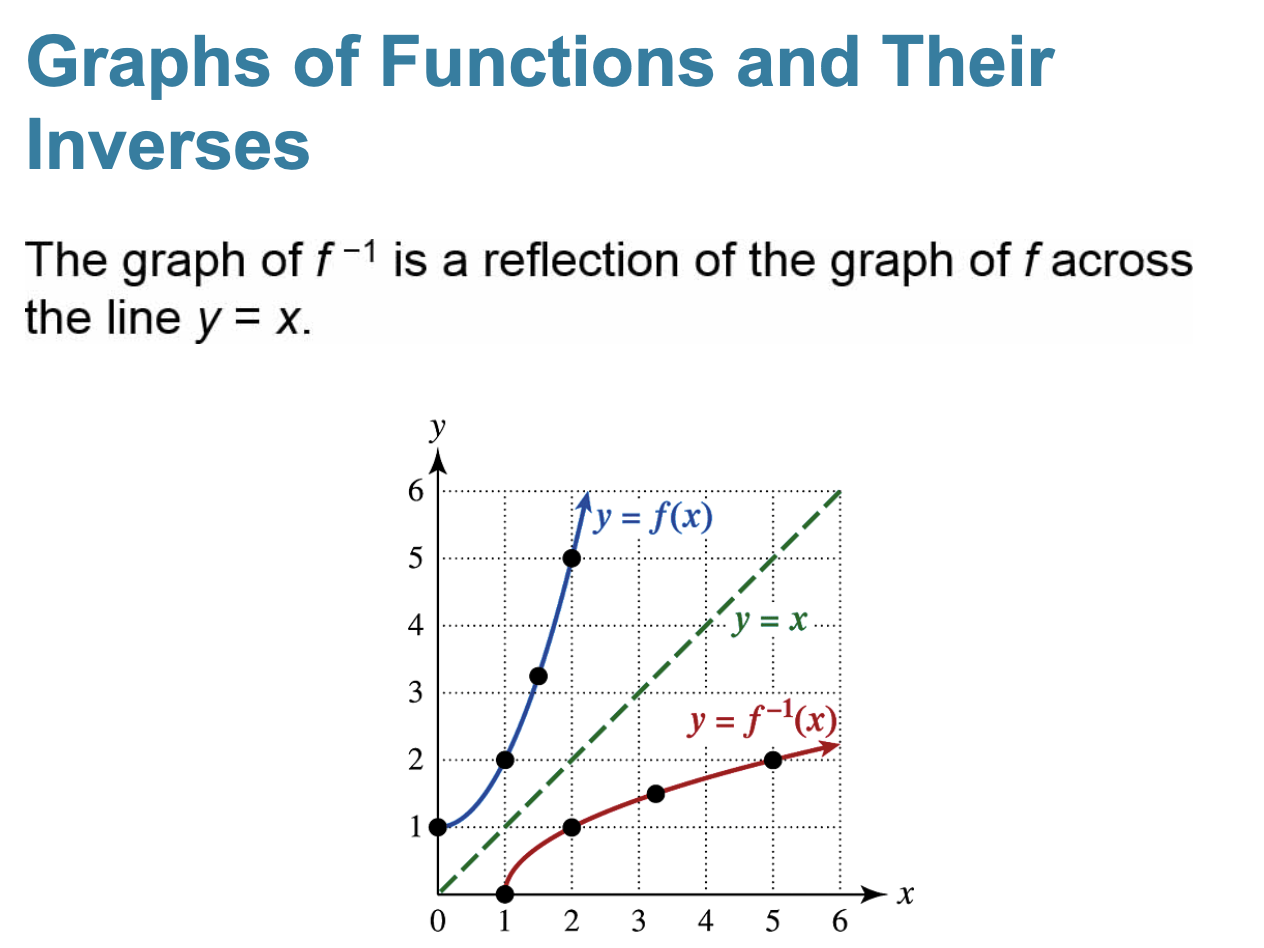 Graphs of Functions and Their
Inverses
The graph of f⁻¹ is a reflection of the graph of f across
the line y = x.
y
6
y = f(x)
5
4
y = x
3
y = f⁻¹(x)
2
1
x
0 1 2 3 4 5 6